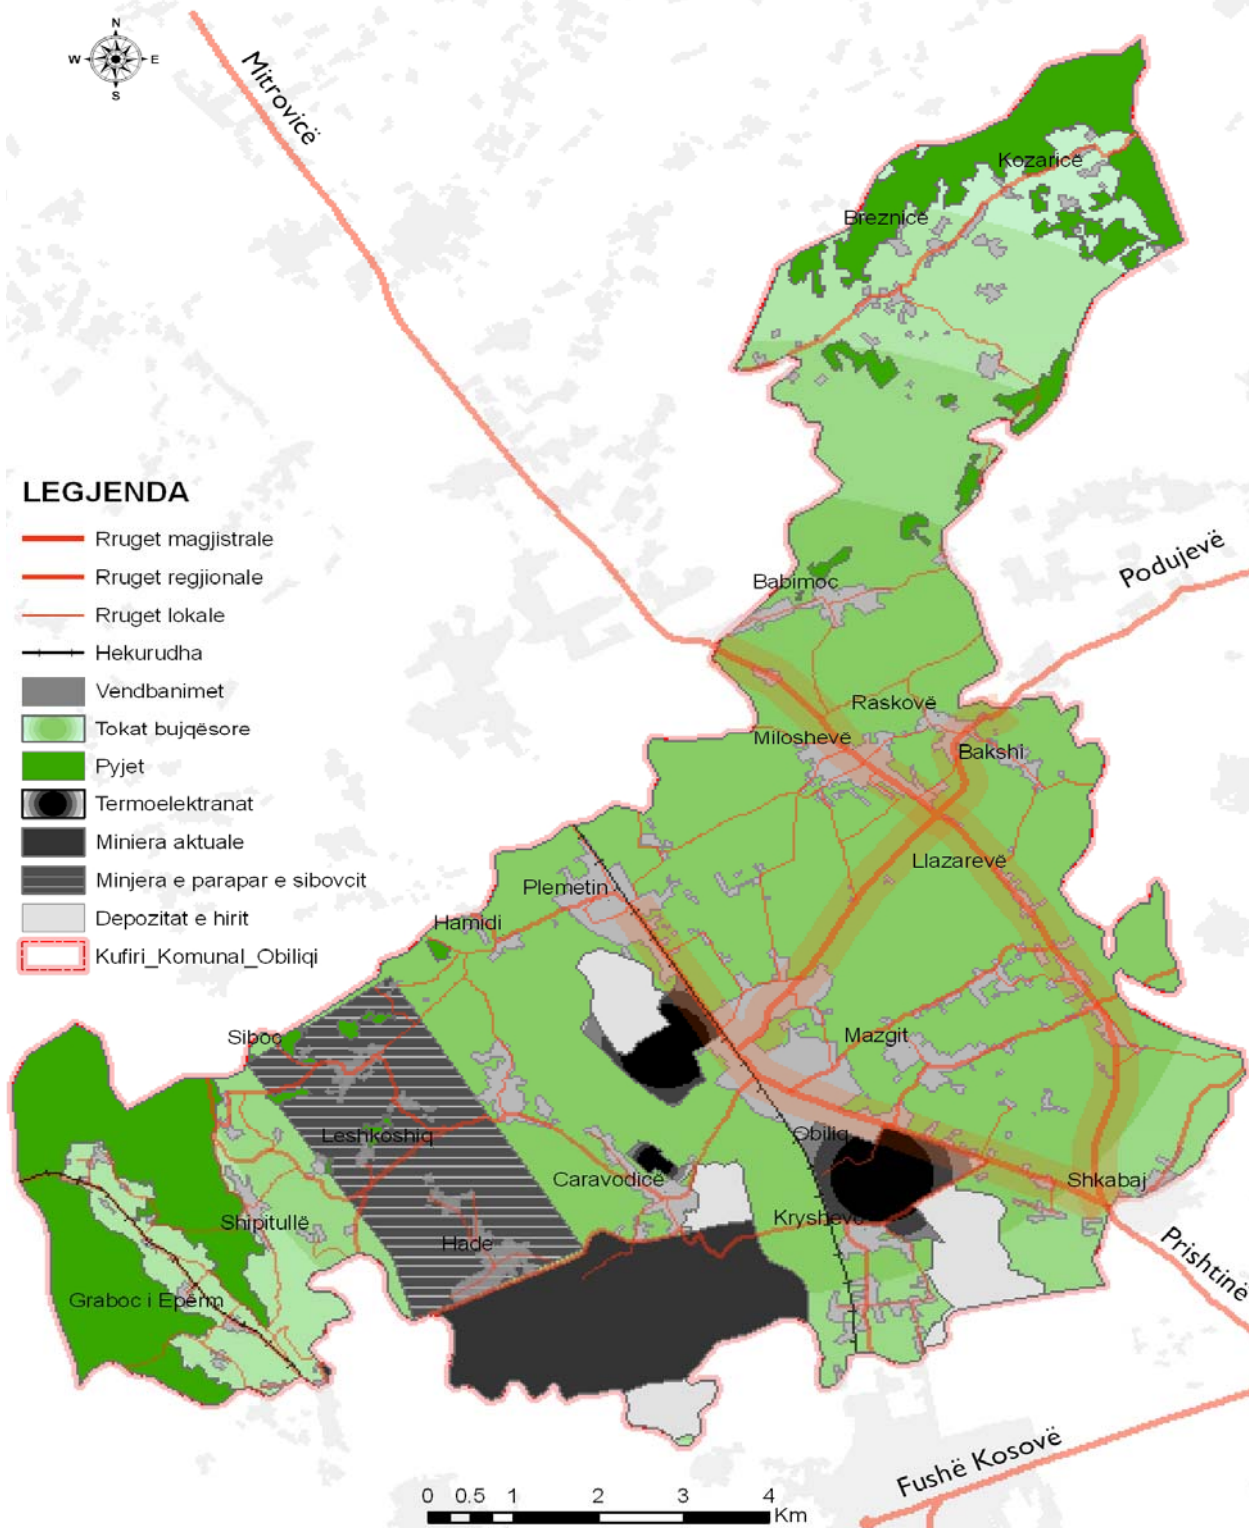 N
W
E
S
Mitrovicë
Kozaricë
Breznicë
LEGJENDA
Rruget magjistrale
Rruget regjionale
Rruget lokale
Hekurudha
Vendbanimet
Tokat bujqësore
Pyjet
Termoelektranat
Miniera aktuale
Minjera e parapar e sibovcit
Depozitat e hirit
Kufiri_Komunal_Obiliqi
Podujevë
Babimoc
Raskovë
Miloshevë
Bakshi
Llazarevë
Plemetin
Hamidi
Siboc
Mazgit
Leshkoshiq
Obiliq
Caravodicë
Shkabaj
Shipitullë
Kryshevc
Hade
Prishtinë
Graboc i Epërm
Fushë Kosovë
0 0.5 1 2 3 4
Km